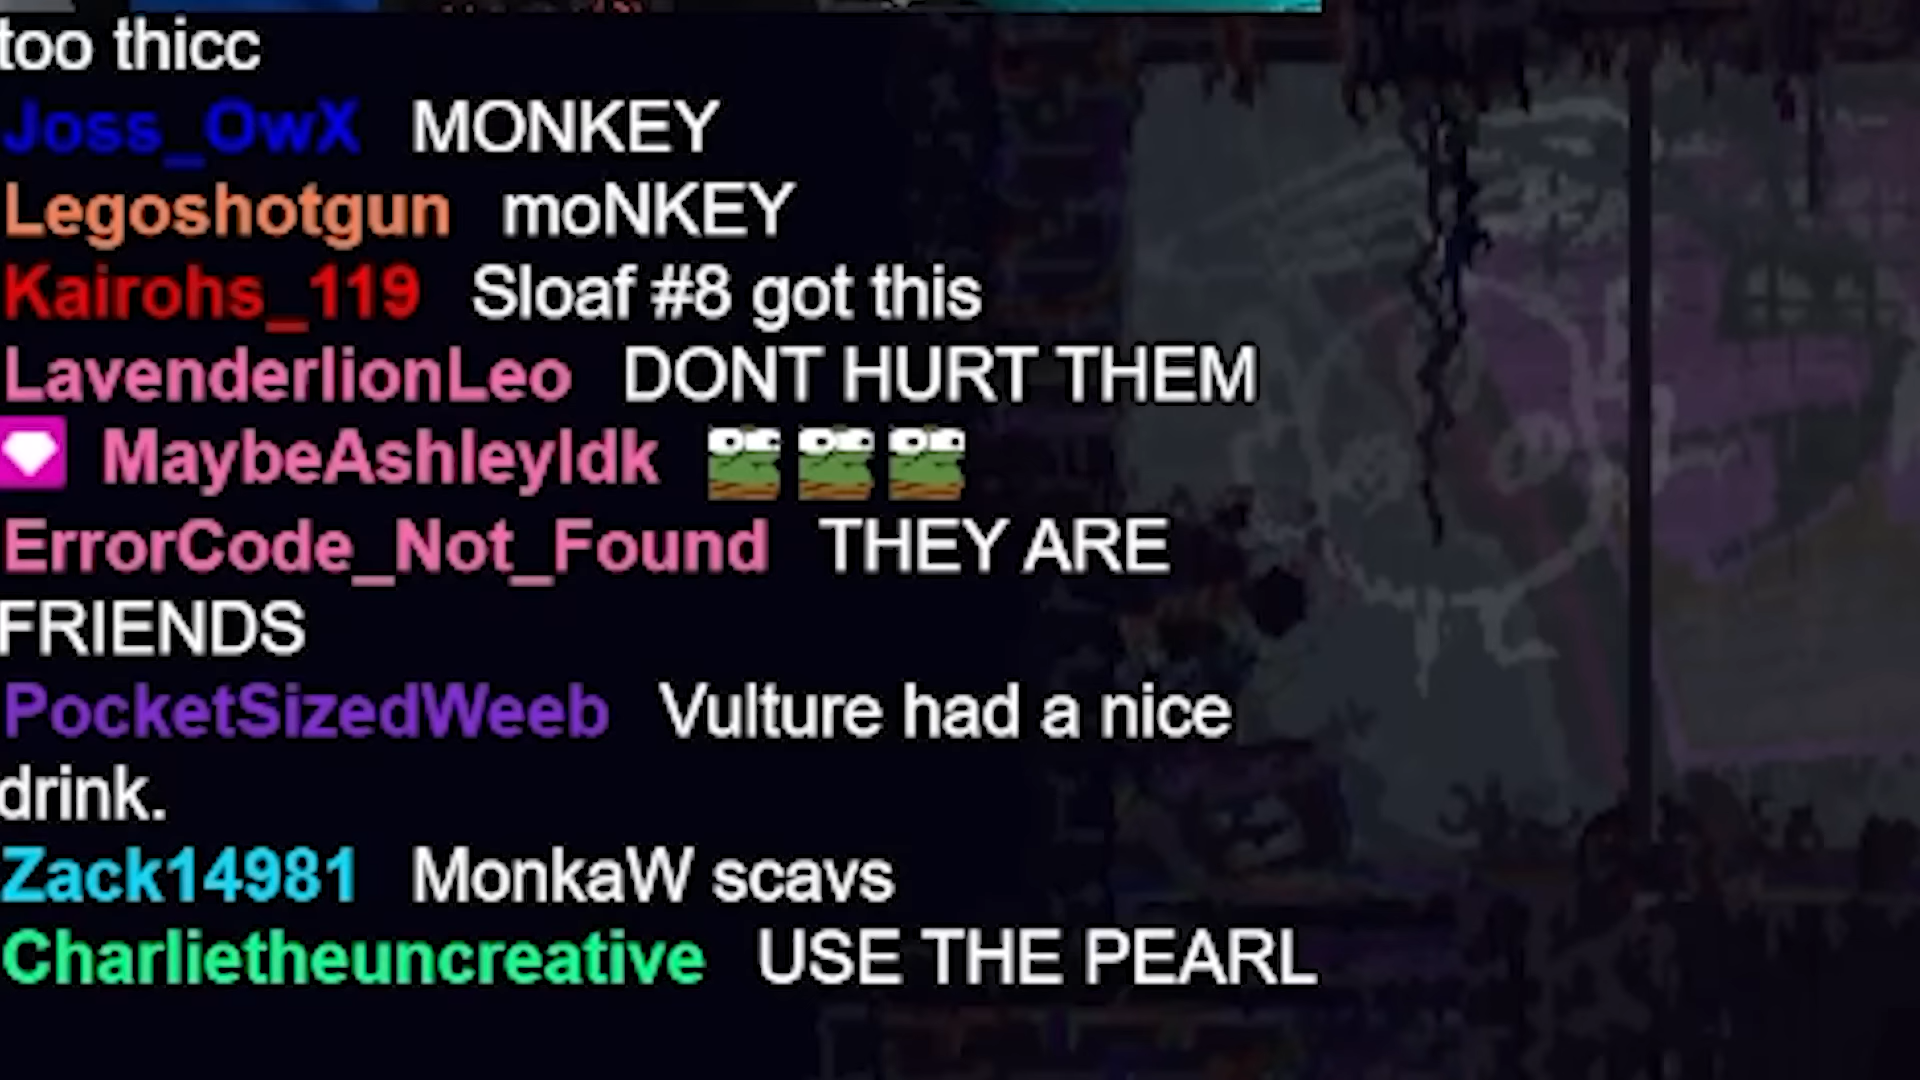 too thicc
Joss_OwX MONKEY
Legoshotgun moNKEY
Kairohs_119 Sloaf #8 got this
LavenderlionLeo DONT HURT THEM
MaybeAshleyIdk
ErrorCode_Not_Found THEY ARE
FRIENDS
PocketSizedWeeb Vulture had a nice
drink.
Zack14981 MonkaW scavs
Charlietheuncreative USE THE PEARL